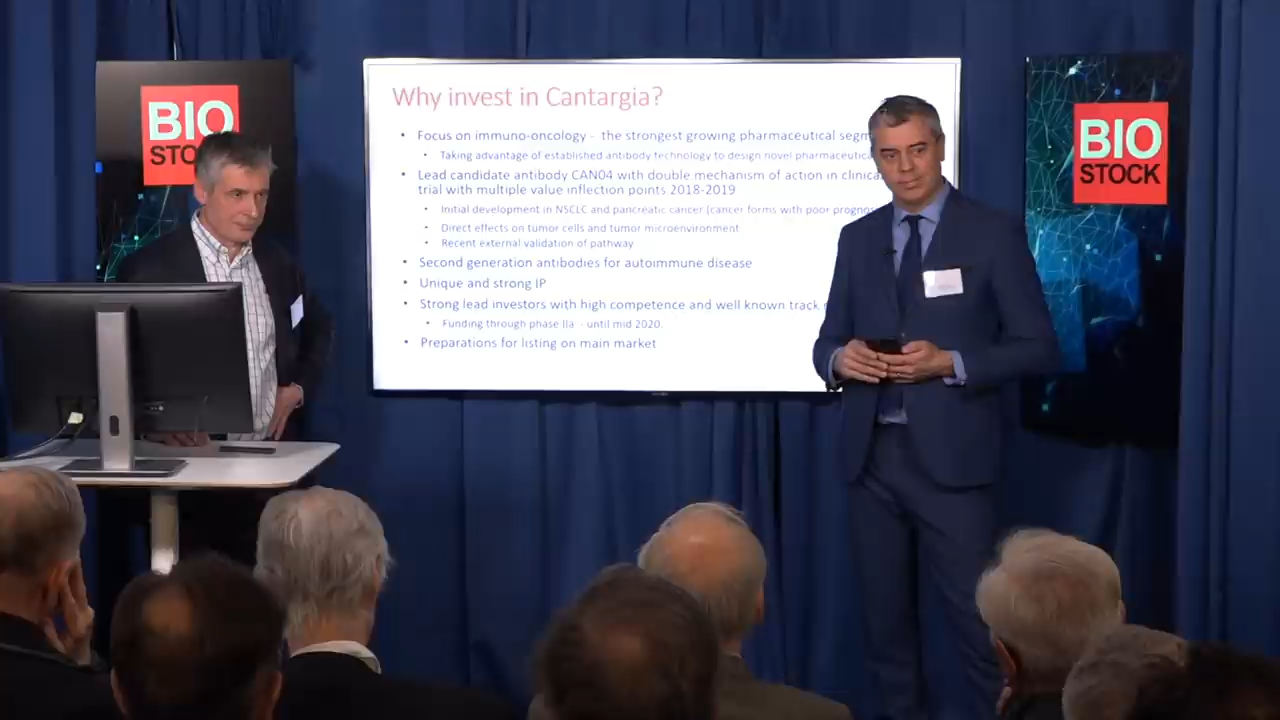 BIO
STO
Why invest in Cantargia?
• Focus on immuno-oncology - the strongest growing pharmaceutical segm
• Taking advantage of established antibody technology to design novel pharmaceutica
• Lead candidate antibody CAN04 with double mechanism of action in clinica
trial with multiple value inflection points 2018-2019
• Initial development in NSCLC and pancreatic cancer (cancer forms with poor prognos
• Direct effects on tumor cells and tumor microenvironment
• Recent external validation of pathway
• Second generation antibodies for autoimmune disease
• Unique and strong IP
• Strong lead investors with high competence and well known track
• Funding through phase IIa - until mid 2020.
• Preparations for listing on main market
BIO
STOCK